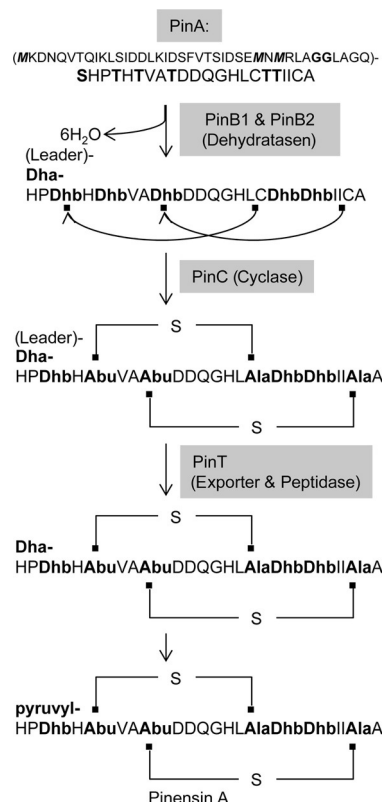 PinA:
(MKDNQVTQIKLSIDDLKIDSFVTSIDSEMNMRLAGGLAGQ)-
SHPTHTVATDDQGHLCTTIICA
PinB1 & PinB2
(Dehydratasen)
6H₂O
(Leader)-
Dha-
HPDhbHDhbVADhbDDQGHLCDhbDhbIICA
PinC (Cyclase)
S
(Leader)-
Dha-
HPDhbHAbuVAAbuDDQGHLAlaDhbDhbIIAlaA
S
PinT
(Exporter & Peptidase)
S
Dha-
HPDhbHAbuVAAbuDDQGHLAlaDhbDhbIIAlaA
S
S
pyruvyl-
HPDhbHAbuVAAbuDDQGHLAlaDhbDhbIIAlaA
S
Pinensin A